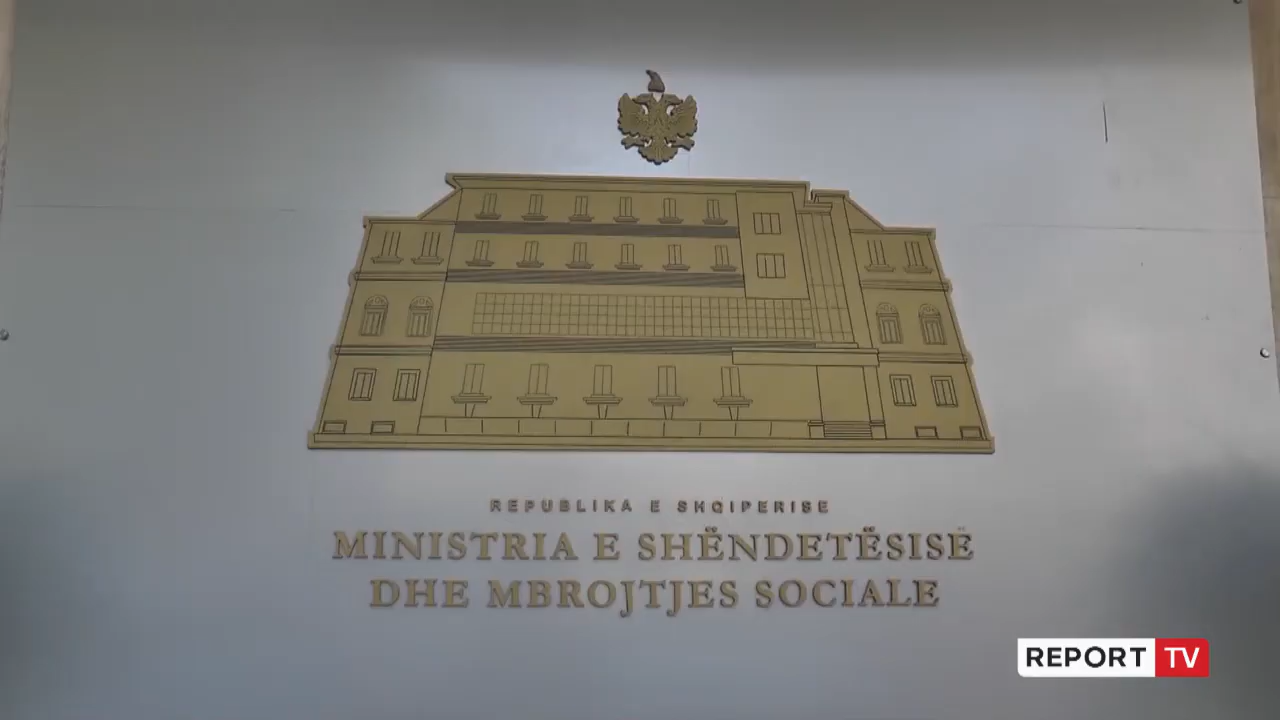 REPUBLIKA E SHQIPERISE
MINISTRIA E SHËNDETËSISË
DHE MBROJTJES SOCIALE
REPORT TV